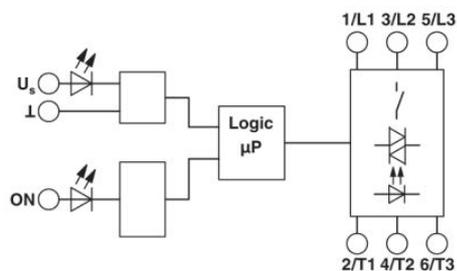 1/L1 3/L2 5/L3
Us
⊥
Logic
µP
ON
2/T1 4/T2 6/T3